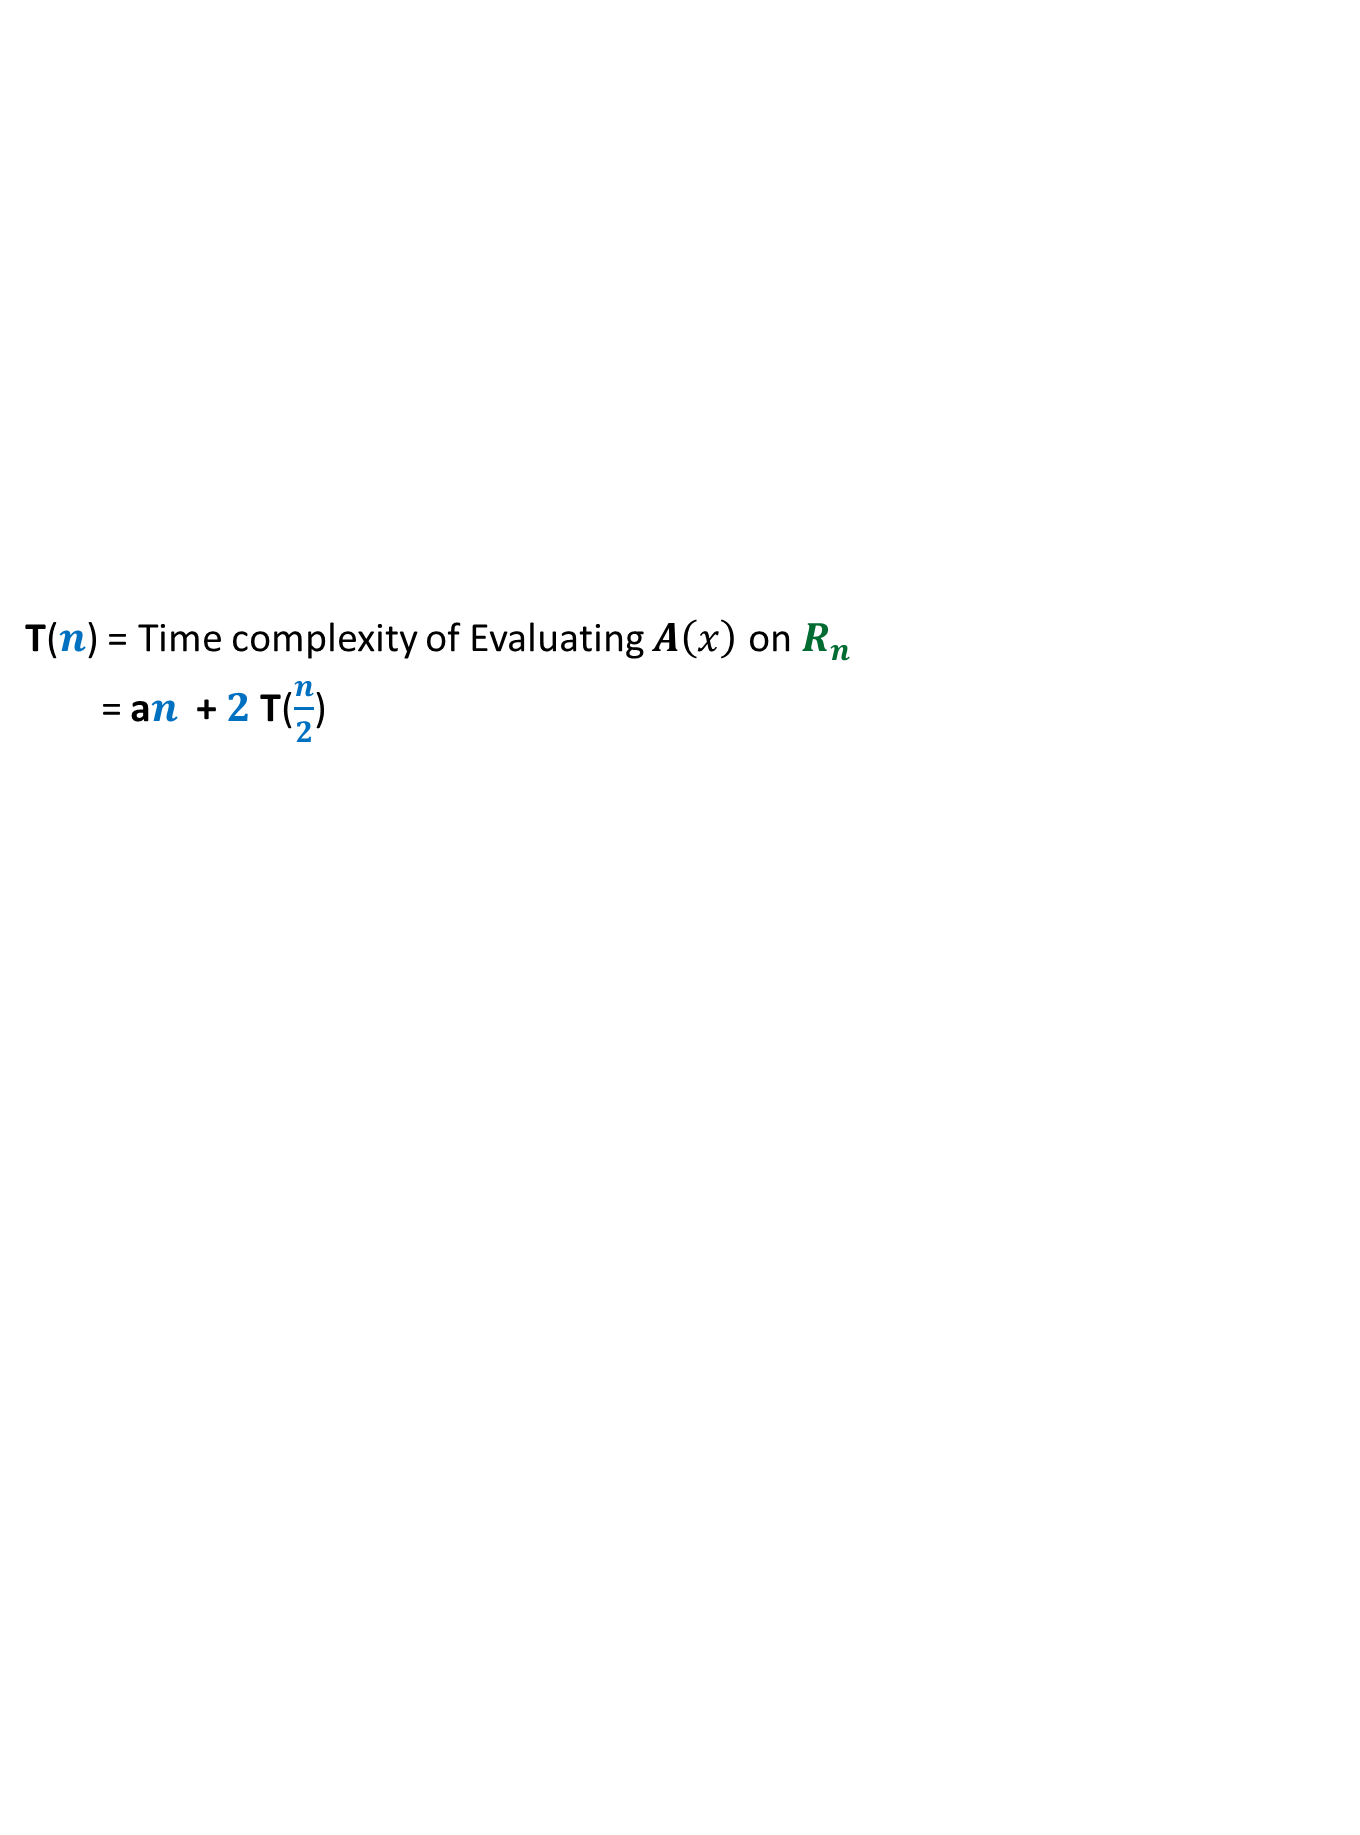 T(n) = Time complexity of Evaluating A(x) on Rₙ
= an + 2 T(n/2)